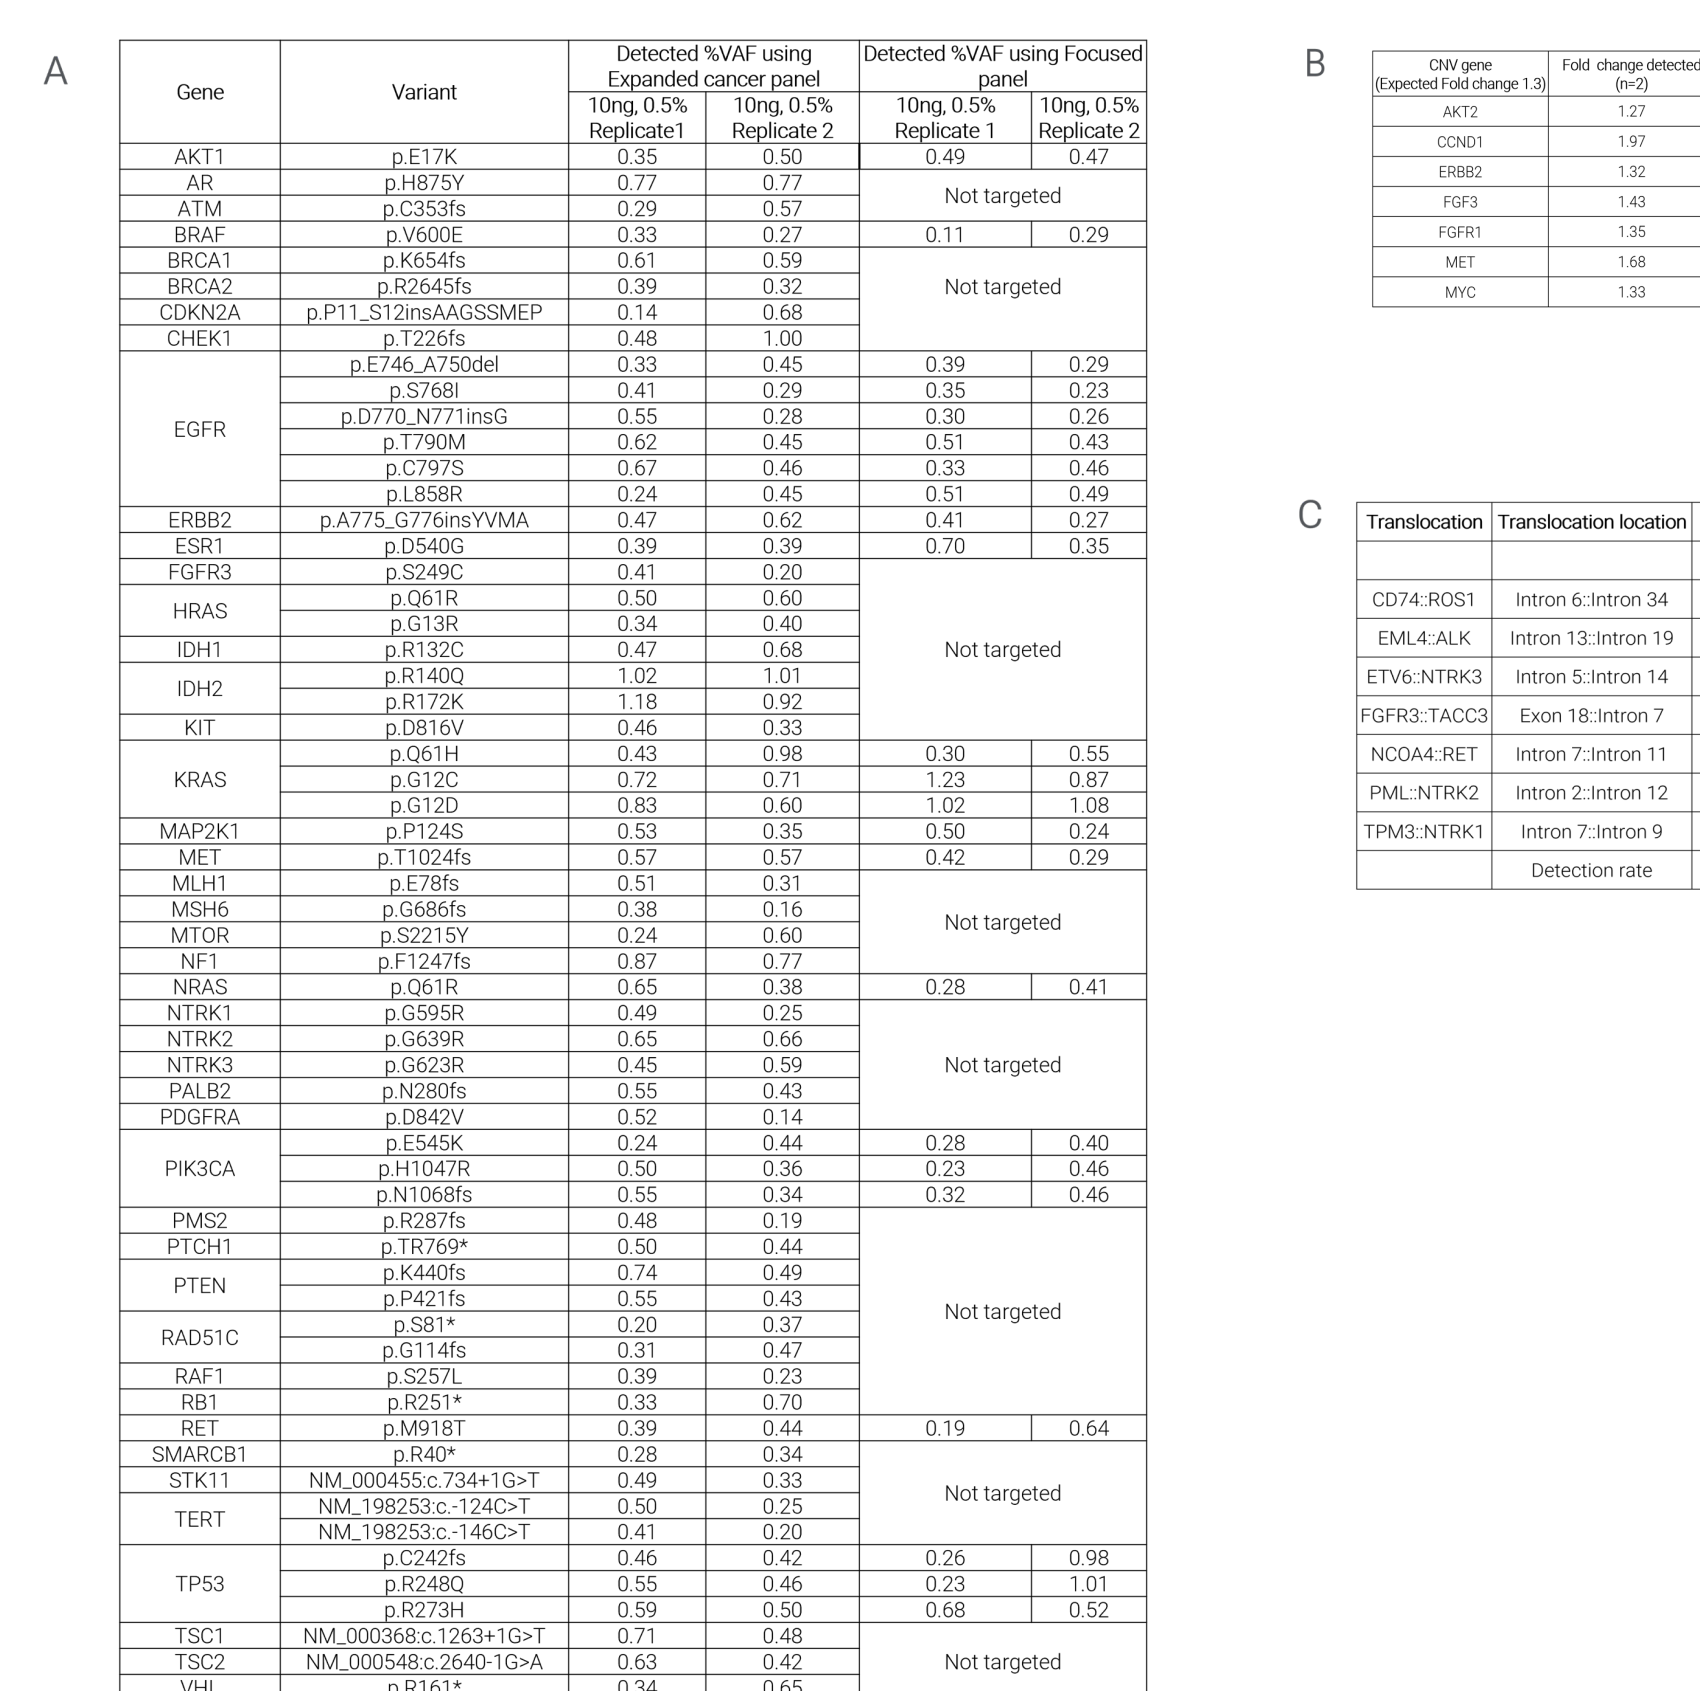 A
Gene Variant Detected %VAF using Expanded cancer panel Detected %VAF using Focused panel
10ng, 0.5% Replicate1 10ng, 0.5% Replicate 2 10ng, 0.5% Replicate 1 10ng, 0.5% Replicate 2
AKT1 p.E17K 0.35 0.50 0.49 0.47
AR p.H875Y 0.77 0.77 Not targeted
ATM p.C353fs 0.29 0.57
BRAF p.V600E 0.33 0.27 0.11 0.29
BRCA1 p.K654fs 0.61 0.59
BRCA2 p.R2645fs 0.39 0.32 Not targeted
CDKN2A p.P11_S12insAAGSSMEP 0.14 0.68
CHEK1 p.T226fs 0.48 1.00
EGFR p.E746_A750del 0.33 0.45 0.39 0.29
p.S768I 0.41 0.29 0.35 0.23
p.D770_N771insG 0.55 0.28 0.30 0.26
p.T790M 0.62 0.45 0.51 0.43
p.C797S 0.67 0.46 0.33 0.46
p.L858R 0.24 0.45 0.51 0.49
ERBB2 p.A775_G776insYVMA 0.47 0.62 0.41 0.27
ESR1 p.D540G 0.39 0.39 0.70 0.35
FGFR3 p.S249C 0.41 0.20
HRAS p.Q61R 0.50 0.60
p.G13R 0.34 0.40
IDH1 p.R132C 0.47 0.68 Not targeted
IDH2 p.R140Q 1.02 1.01
p.R172K 1.18 0.92
KIT p.D816V 0.46 0.33
KRAS p.Q61H 0.43 0.98 0.30 0.55
p.G12C 0.72 0.71 1.23 0.87
p.G12D 0.83 0.60 1.02 1.08
MAP2K1 p.P124S 0.53 0.35 0.50 0.24
MET p.T1024fs 0.57 0.57 0.42 0.29
MLH1 p.E78fs 0.51 0.31
MSH6 p.G686fs 0.38 0.16 Not targeted
MTOR p.S2215Y 0.24 0.60
NF1 p.F1247fs 0.87 0.77
NRAS p.Q61R 0.65 0.38 0.28 0.41
NTRK1 p.G595R 0.49 0.25
NTRK2 p.G639R 0.65 0.66
NTRK3 p.G623R 0.45 0.59 Not targeted
PALB2 p.N280fs 0.55 0.43
PDGFRA p.D842V 0.52 0.14
PIK3CA p.E545K 0.24 0.44 0.28 0.40
p.H1047R 0.50 0.36 0.23 0.46
p.N1068fs 0.55 0.34 0.32 0.46
PMS2 p.R287fs 0.48 0.19
PTCH1 p.TR769* 0.50 0.44
PTEN p.K440fs 0.74 0.49
p.P421fs 0.55 0.43 Not targeted
RAD51C p.S81* 0.20 0.37
p.G114fs 0.31 0.47
RAF1 p.S257L 0.39 0.23
RB1 p.R251* 0.33 0.70
RET p.M918T 0.39 0.44 0.19 0.64
SMARCB1 p.R40* 0.28 0.34
STK11 NM_000455:c.734+1G>T 0.49 0.33 Not targeted
TERT NM_198253:c.-124C>T 0.50 0.25
NM_198253:c.-146C>T 0.41 0.20
TP53 p.C242fs 0.46 0.42 0.26 0.98
p.R248Q 0.55 0.46 0.23 1.01
p.R273H 0.59 0.50 0.68 0.52
TSC1 NM_000368:c.1263+1G>T 0.71 0.48
TSC2 NM_000548:c.2640-1G>A 0.63 0.42 Not targeted
VHL p.R161* 0.34 0.65
B
CNV gene (Expected Fold change 1.3) Fold change detected (n=2)
AKT2 1.27
CCND1 1.97
ERBB2 1.32
FGF3 1.43
FGFR1 1.35
MET 1.68
MYC 1.33
C
Translocation Translocation location
CD74::ROS1 Intron 6::Intron 34
EML4::ALK Intron 13::Intron 19
ETV6::NTRK3 Intron 5::Intron 14
FGFR3::TACC3 Exon 18::Intron 7
NCOA4::RET Intron 7::Intron 11
PML::NTRK2 Intron 2::Intron 12
TPM3::NTRK1 Intron 7::Intron 9
Detection rate